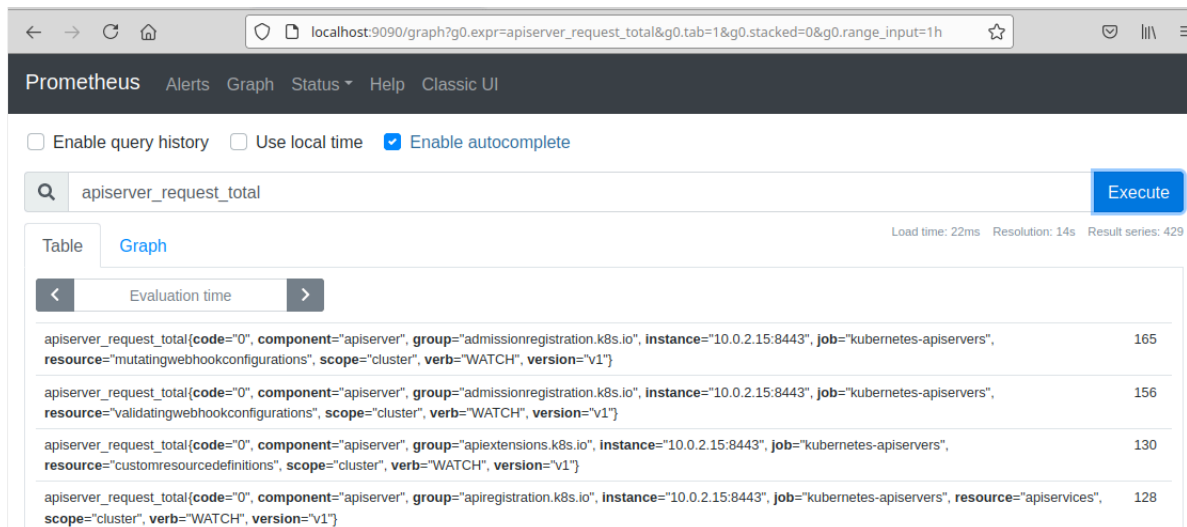 localhost:9090/graph?g0.expr=apiserver_request_total&g0.tab=1&g0.stacked=0&g0.range_input=1h
Prometheus Alerts Graph Status Help Classic UI
Enable query history Use local time Enable autocomplete
apiserver_request_total Execute
Load time: 22ms Resolution: 14s Result series: 429
Table Graph
Evaluation time
apiserver_request_total{code="0", component="apiserver", group="admissionregistration.k8s.io", instance="10.0.2.15:8443", job="kubernetes-apiservers", 165
resource="mutatingwebhookconfigurations", scope="cluster", verb="WATCH", version="v1"}
apiserver_request_total{code="0", component="apiserver", group="admissionregistration.k8s.io", instance="10.0.2.15:8443", job="kubernetes-apiservers", 156
resource="validatingwebhookconfigurations", scope="cluster", verb="WATCH", version="v1"}
apiserver_request_total{code="0", component="apiserver", group="apiextensions.k8s.io", instance="10.0.2.15:8443", job="kubernetes-apiservers", 130
resource="customresourcedefinitions", scope="cluster", verb="WATCH", version="v1"}
apiserver_request_total{code="0", component="apiserver", group="apiregistration.k8s.io", instance="10.0.2.15:8443", job="kubernetes-apiservers", resource="apiservices", 128
scope="cluster", verb="WATCH", version="v1"}